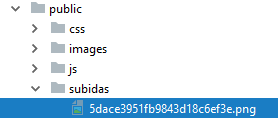 public
css
images
js
subidas
5dace3951fb9843d18c6ef3e.png